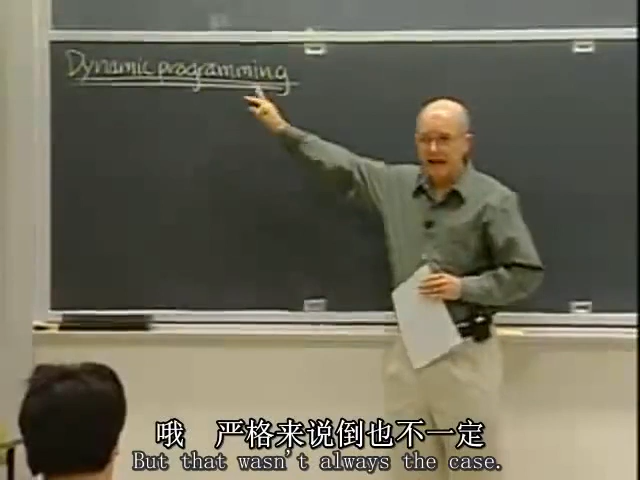 Dynamic programming
哦 严格来说倒也不一定
But that wasn't always the case.